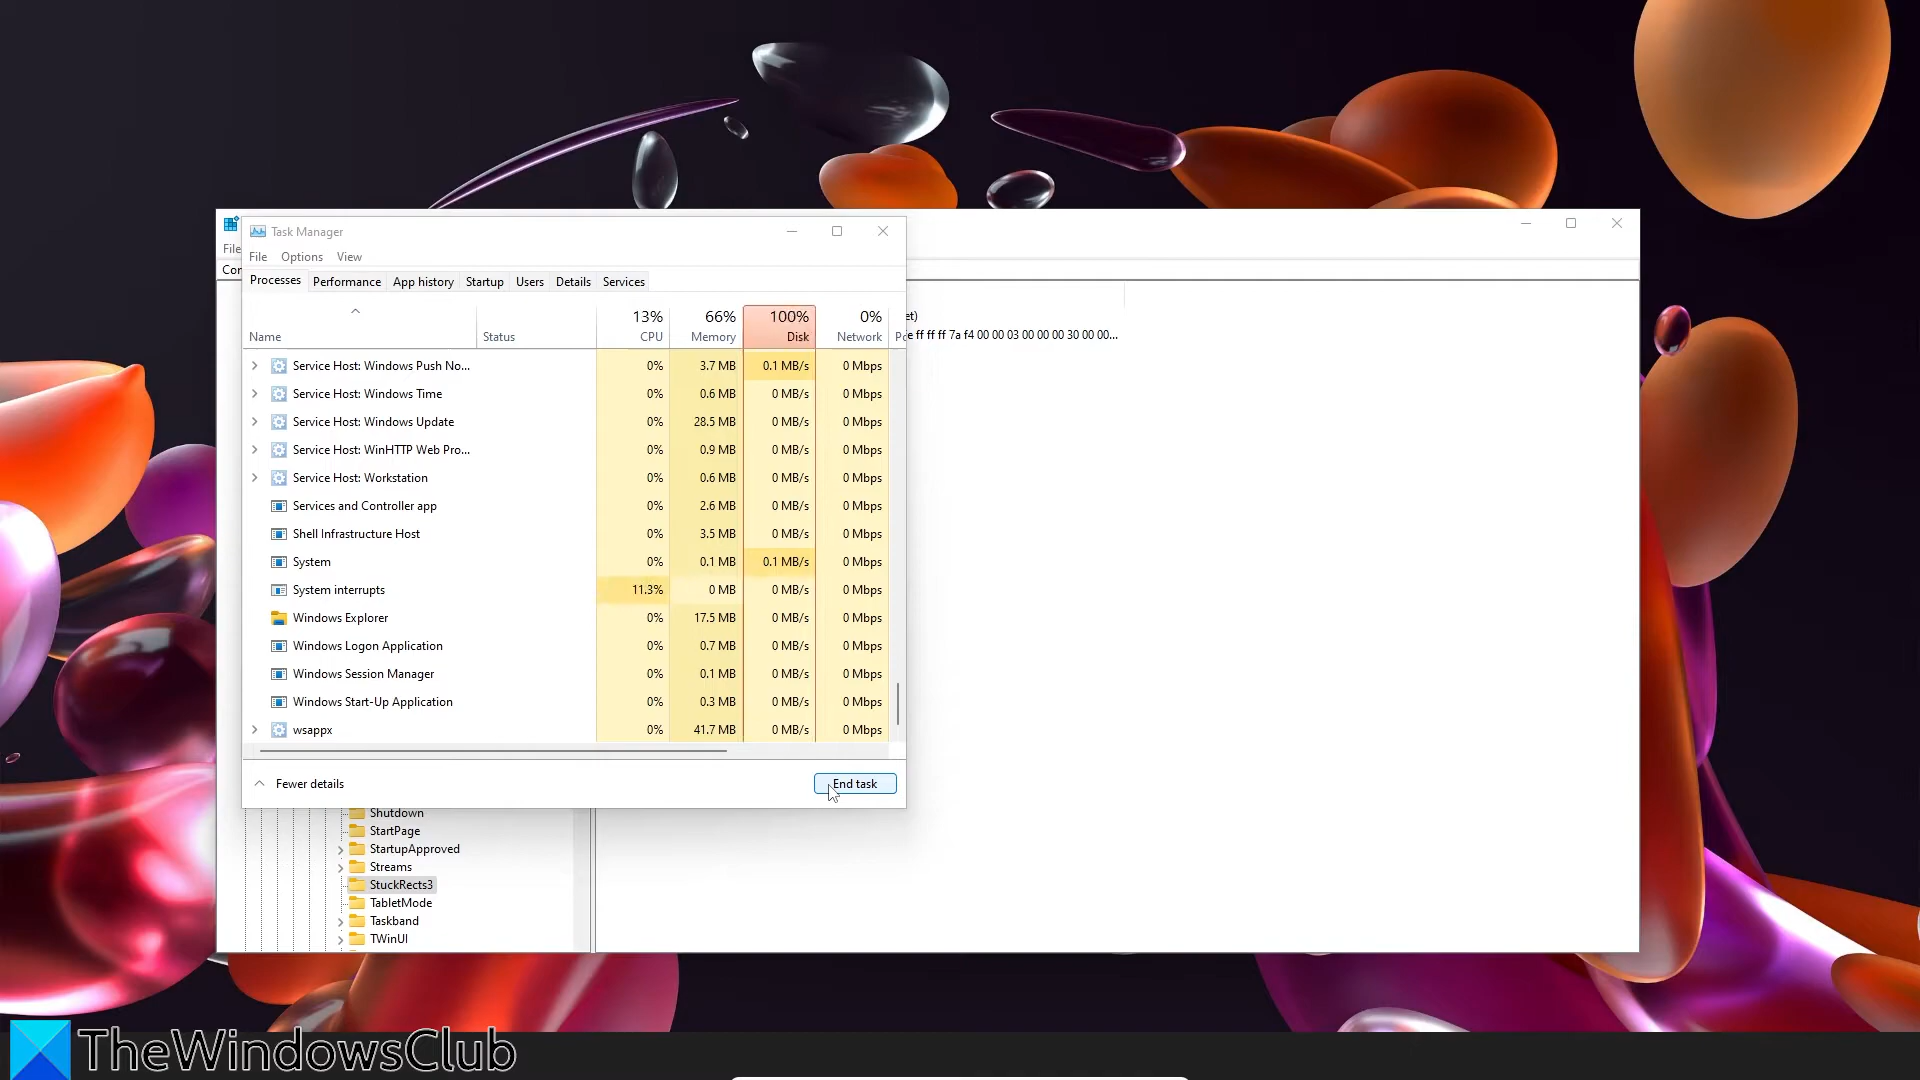 Task Manager
File
File Options View
Con
Processes Performance App history Startup Users Details Services
13% 66% 100% 0% et)
Name Status CPU Memory Disk Network Po e ff ff ff 7a f4 00 00 03 00 00 00 30 00 00...
Service Host: Windows Push No... 0% 3.7 MB 0.1 MB/s 0 Mbps
Service Host: Windows Time 0% 0.6 MB 0 MB/s 0 Mbps
Service Host: Windows Update 0% 28.5 MB 0 MB/s 0 Mbps
Service Host: WinHTTP Web Pro... 0% 0.9 MB 0 MB/s 0 Mbps
Service Host: Workstation 0% 0.6 MB 0 MB/s 0 Mbps
Services and Controller app 0% 2.6 MB 0 MB/s 0 Mbps
Shell Infrastructure Host 0% 3.5 MB 0 MB/s 0 Mbps
System 0% 0.1 MB 0.1 MB/s 0 Mbps
System interrupts 11.3% 0 MB 0 MB/s 0 Mbps
Windows Explorer 0% 17.5 MB 0 MB/s 0 Mbps
Windows Logon Application 0% 0.7 MB 0 MB/s 0 Mbps
Windows Session Manager 0% 0.1 MB 0 MB/s 0 Mbps
Windows Start-Up Application 0% 0.3 MB 0 MB/s 0 Mbps
wsappx 0% 41.7 MB 0 MB/s 0 Mbps
Fewer details End task
Shutdown
StartPage
StartupApproved
Streams
StuckRects3
TabletMode
Taskband
TWinUI
TheWindowsClub